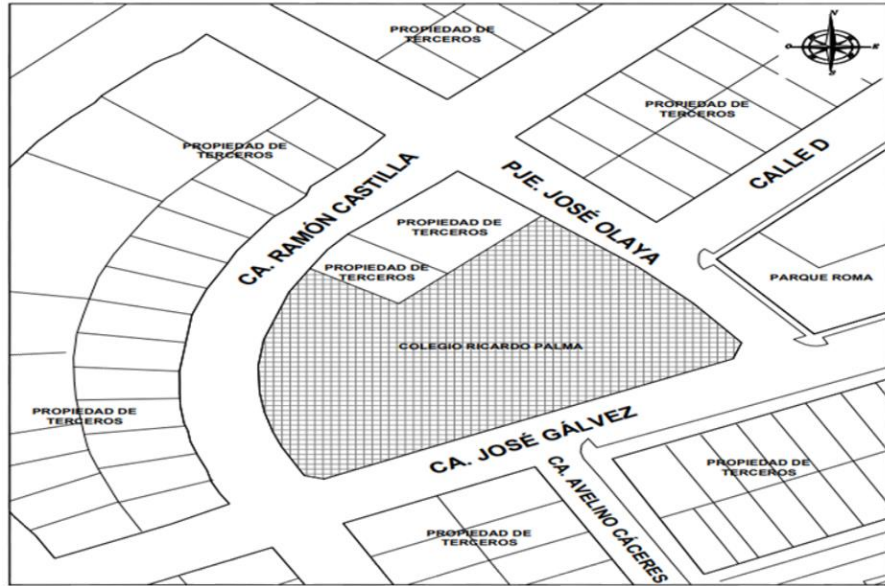 PROPIEDAD DE
TERCEROS
N
O
E
S
PROPIEDAD DE
TERCEROS
PROPIEDAD DE
TERCEROS
CALLE D
PJE. JOSÉ OLAYA
CA. RAMÓN CASTILLA
PROPIEDAD DE
TERCEROS
PROPIEDAD DE
TERCEROS
PARQUE ROMA
COLEGIO RICARDO PALMA
PROPIEDAD DE
TERCEROS
CA. JOSÉ GÁLVEZ
PROPIEDAD DE
TERCEROS
CA. AVELINO CÁCERES
PROPIEDAD DE
TERCEROS